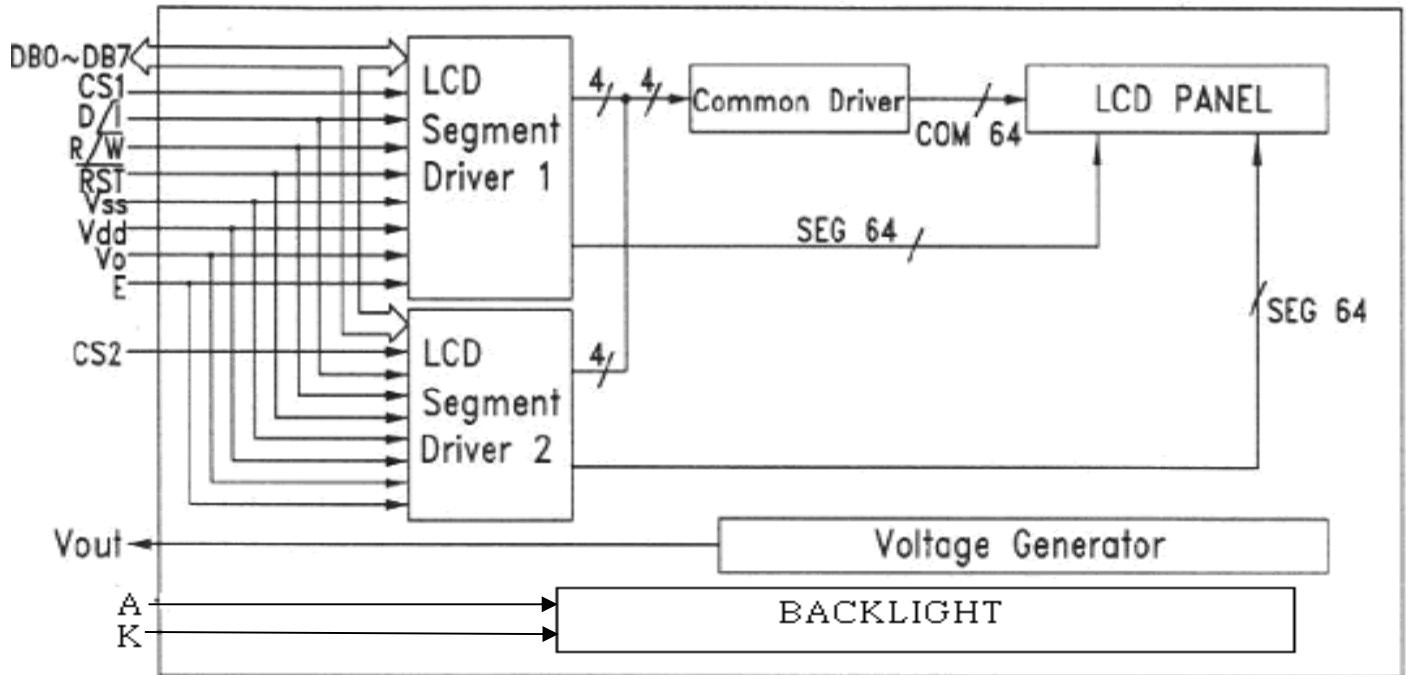 DB0~DB7
CS1
D/I
R/W
RST
Vss
Vdd
Vo
E
CS2
Vout
A
K
LCD
Segment
Driver 1
LCD
Segment
Driver 2
4
4
4
Common Driver
COM 64
LCD PANEL
SEG 64
SEG 64
Voltage Generator
BACKLIGHT